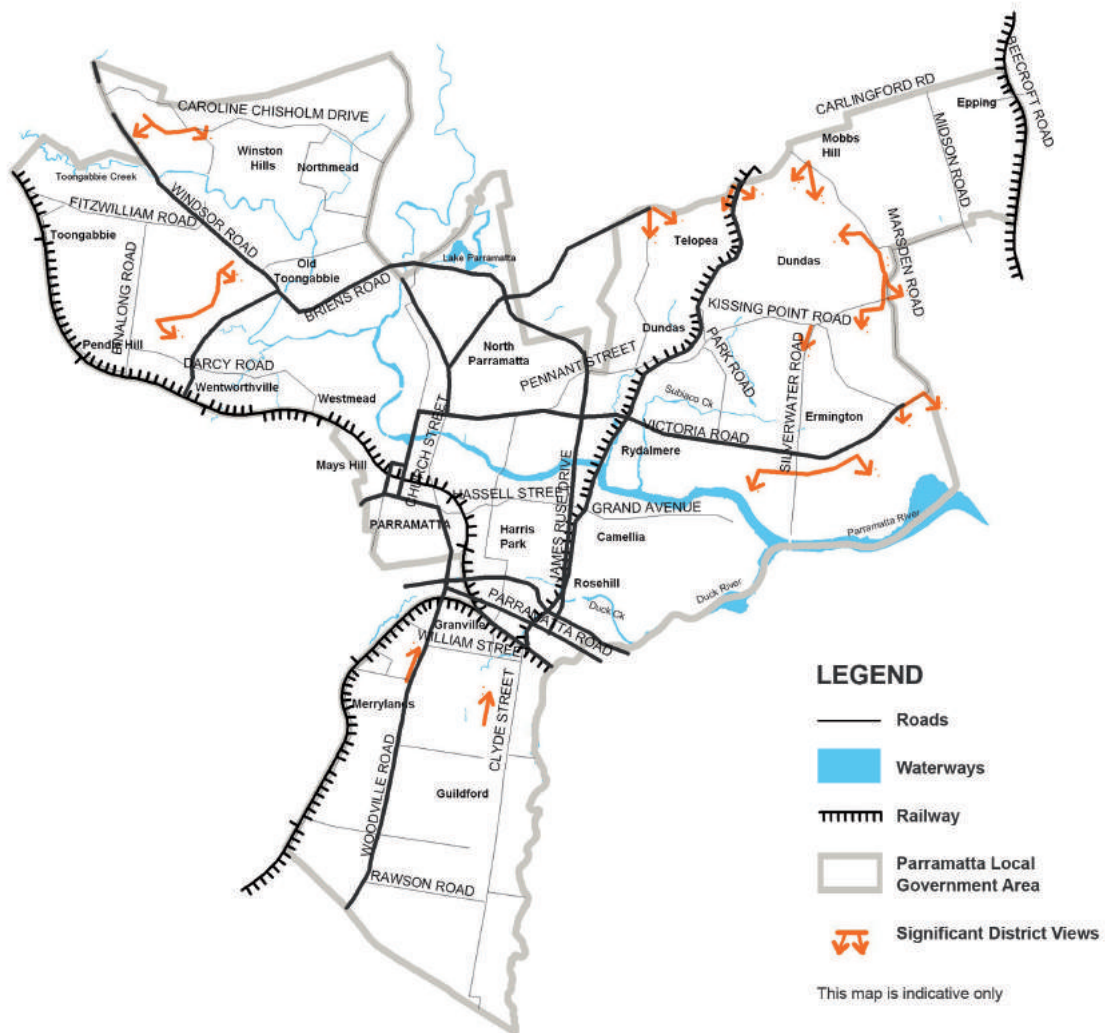 BEECROFT ROAD
CARLINGFORD RD
Epping
MIDSON ROAD
CAROLINE CHISHOLM DRIVE
Mobbs
Hill
Winston
Hills
Northmead
Toongabbie Creek
WINDSOR ROAD
FITZWILLIAM ROAD
Toongabbie
MARSDEN ROAD
Telopea
Dundas
Old
Toongabbie
Lake Parramatta
BINALONG ROAD
BRIENS ROAD
KISSING POINT ROAD
Dundas
Pendle Hill
North
Parramatta
PENNANT STREET
PARK ROAD
DARCY ROAD
Wentworthville
Westmead
Subiaco Ck
SILVERWATER ROAD
Ermington
CHURCH STREET
VICTORIA ROAD
Rydalmere
Mays Hill
JAMES RUSE DRIVE
HASSELL STREET
GRAND AVENUE
PARRAMATTA
Harris
Park
Camellia
Parramatta River
Rosehill
Duck River
Duck Ck
PARRAMATTA ROAD
Granville
WILLIAM STREET
Merrylands
CLYDE STREET
WOODVILLE ROAD
Guildford
RAWSON ROAD
LEGEND
Roads
Waterways
Railway
Parramatta Local
Government Area
Significant District Views
This map is indicative only